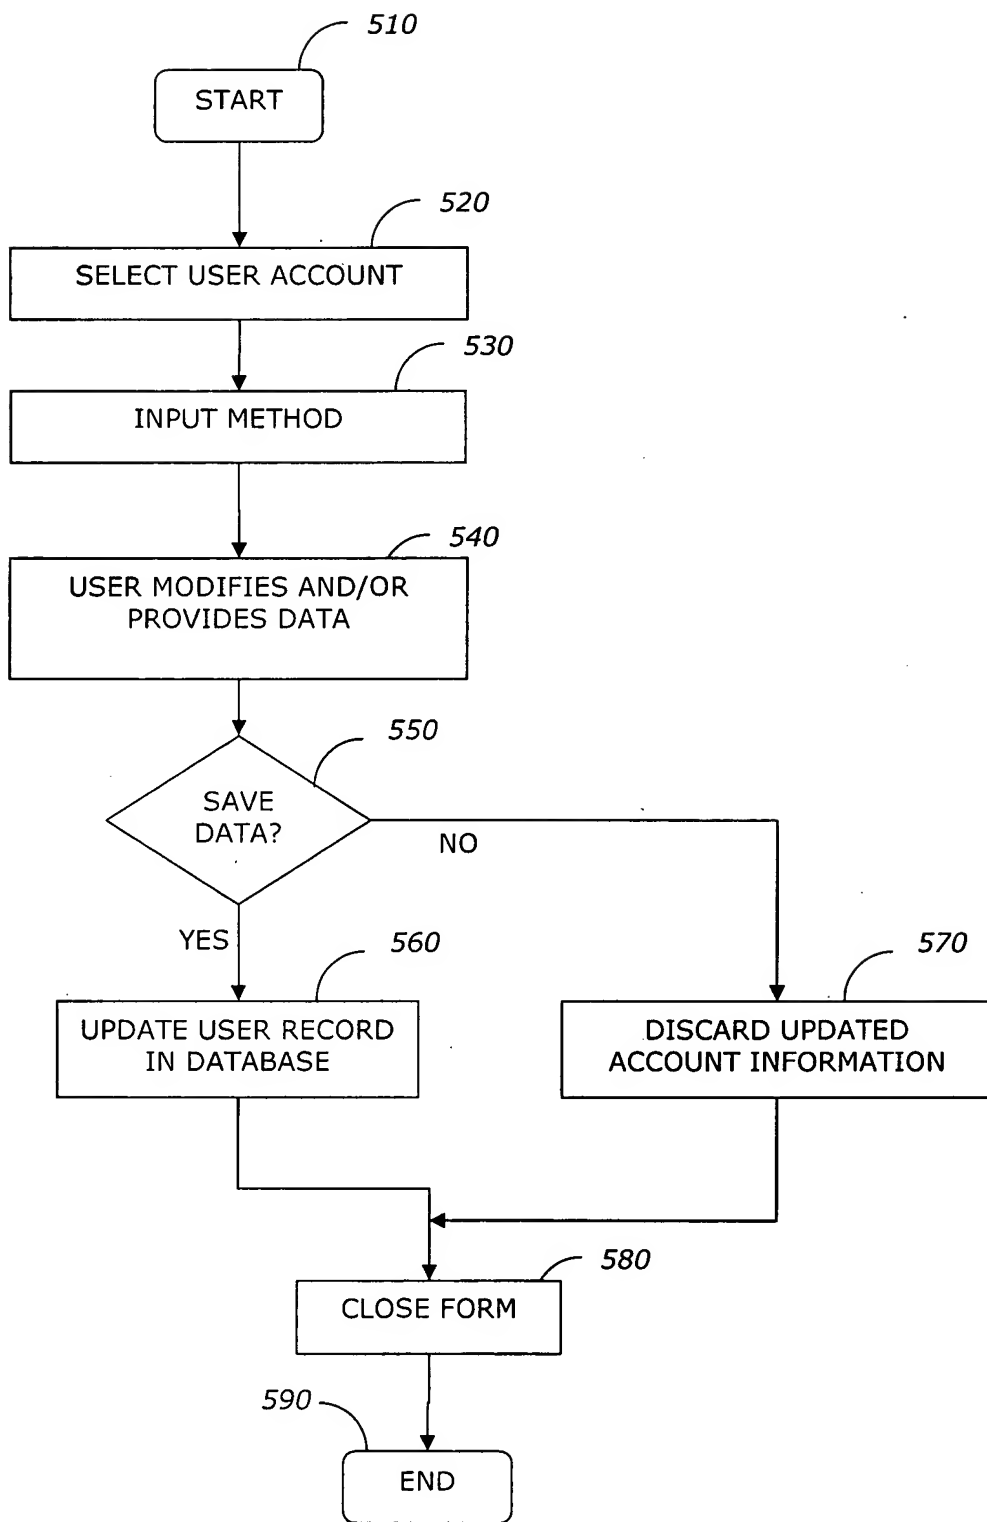 510
START
520
SELECT USER ACCOUNT
530
INPUT METHOD
540
USER MODIFIES AND/OR
PROVIDES DATA
550
SAVE
DATA?
NO
YES
560
570
UPDATE USER RECORD
IN DATABASE
DISCARD UPDATED
ACCOUNT INFORMATION
580
CLOSE FORM
590
END